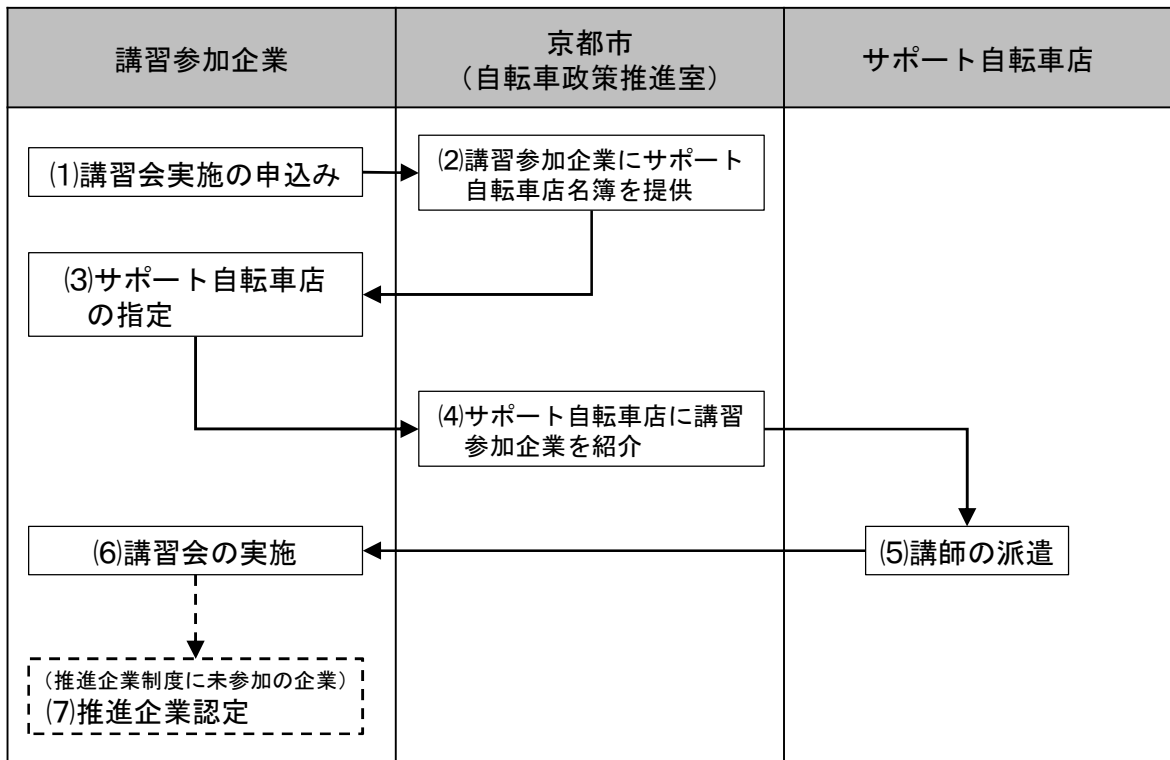 講習参加企業
京都市
（自転車政策推進室）
サポート自転車店
⑴講習会実施の申込み
⑵講習参加企業にサポート
自転車店名簿を提供
⑶サポート自転車店
の指定
⑷サポート自転車店に講習
参加企業を紹介
⑸講師の派遣
⑹講習会の実施
（推進企業制度に未参加の企業）
⑺推進企業認定